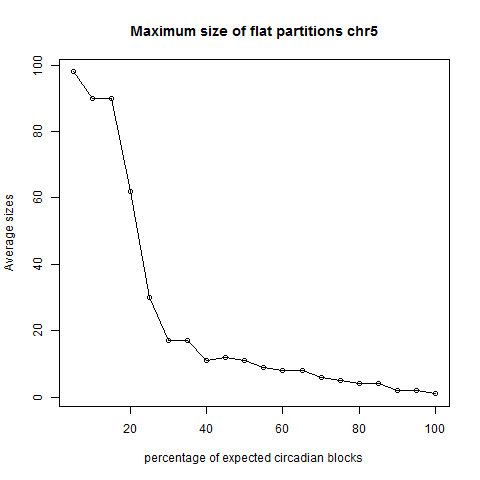 Maximum size of flat partitions chr5
Average sizes
100
80
60
40
20
0
20 40 60 80 100
percentage of expected circadian blocks